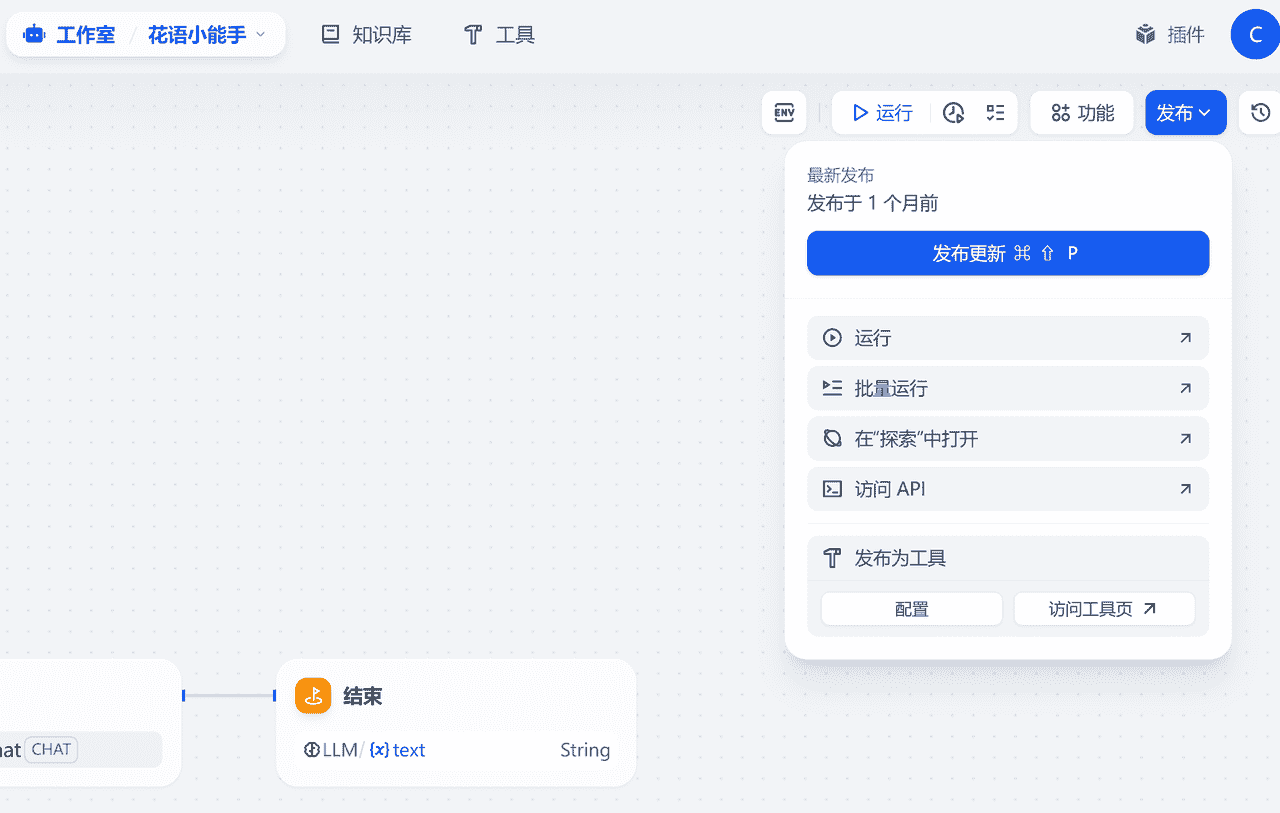 工作室 / 花语小能手
知识库
工具
插件
C
ENV
运行
功能
发布
最新发布
发布于 1 个月前
发布更新 ⌘ ⇧ P
运行
批量运行
在“探索”中打开
访问 API
发布为工具
配置
访问工具页
结束
CHAT
LLM/ {x} text
String